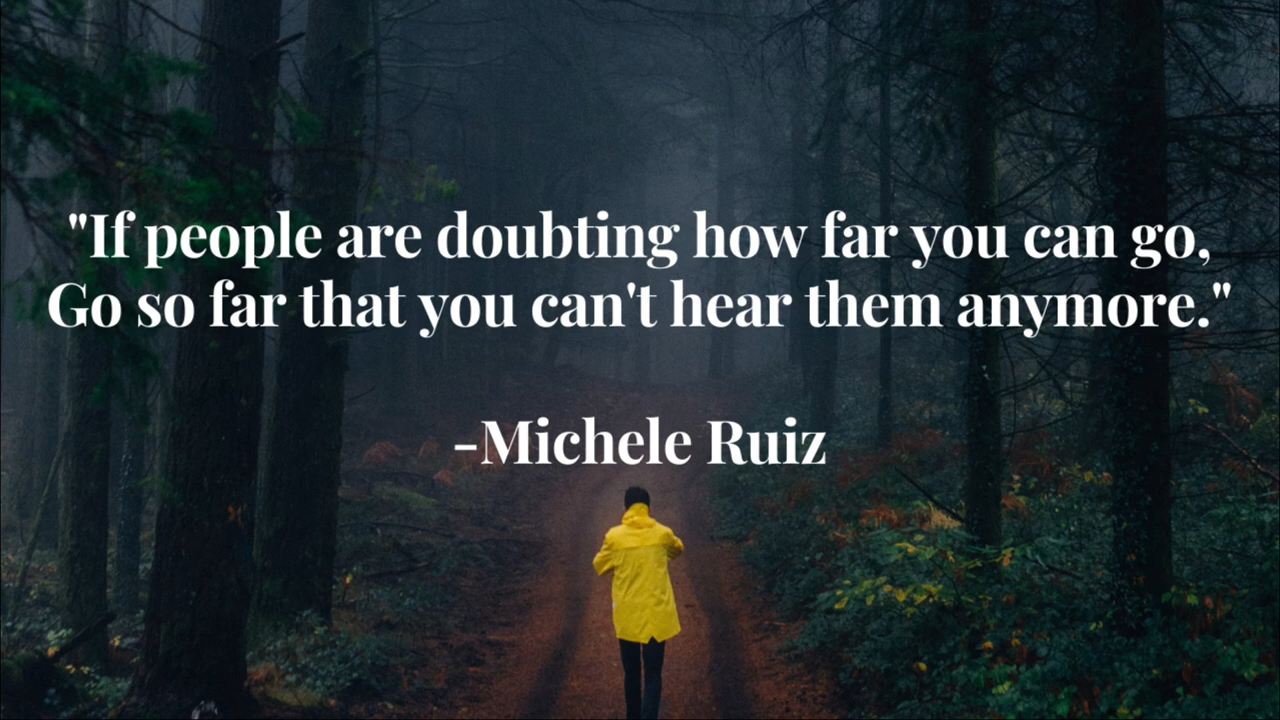 "If people are doubting how far you can go,
Go so far that you can't hear them anymore."
-Michele Ruiz